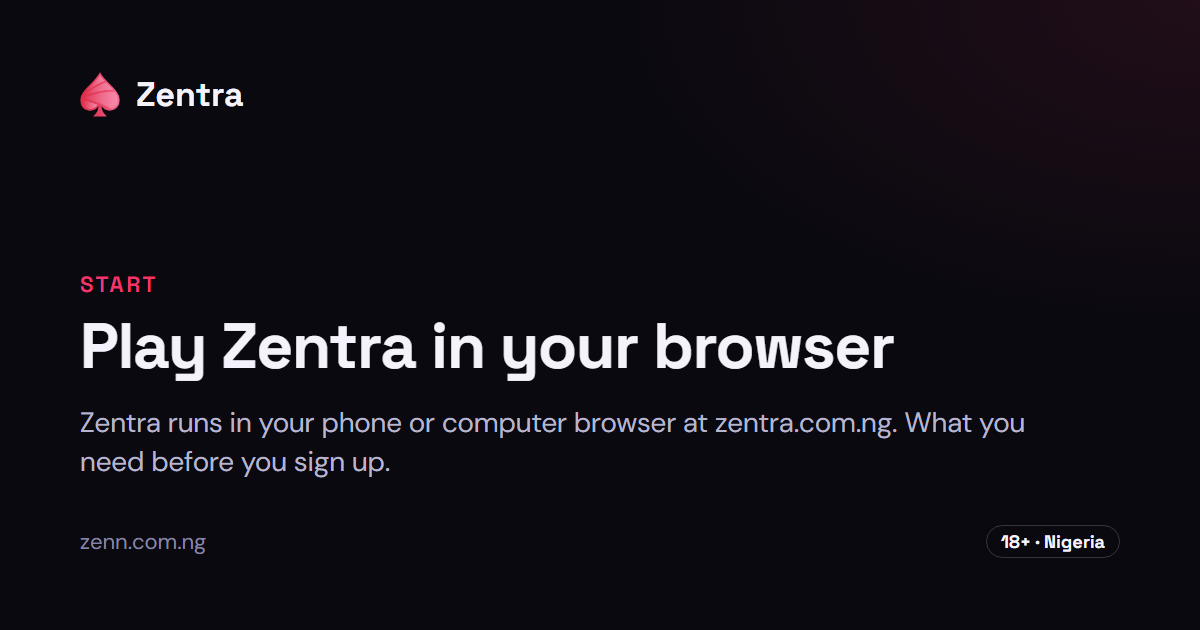 Zentra
START
Play Zentra in your browser
Zentra runs in your phone or computer browser at zentra.com.ng. What you
need before you sign up.
zenn.com.ng
18+ · Nigeria